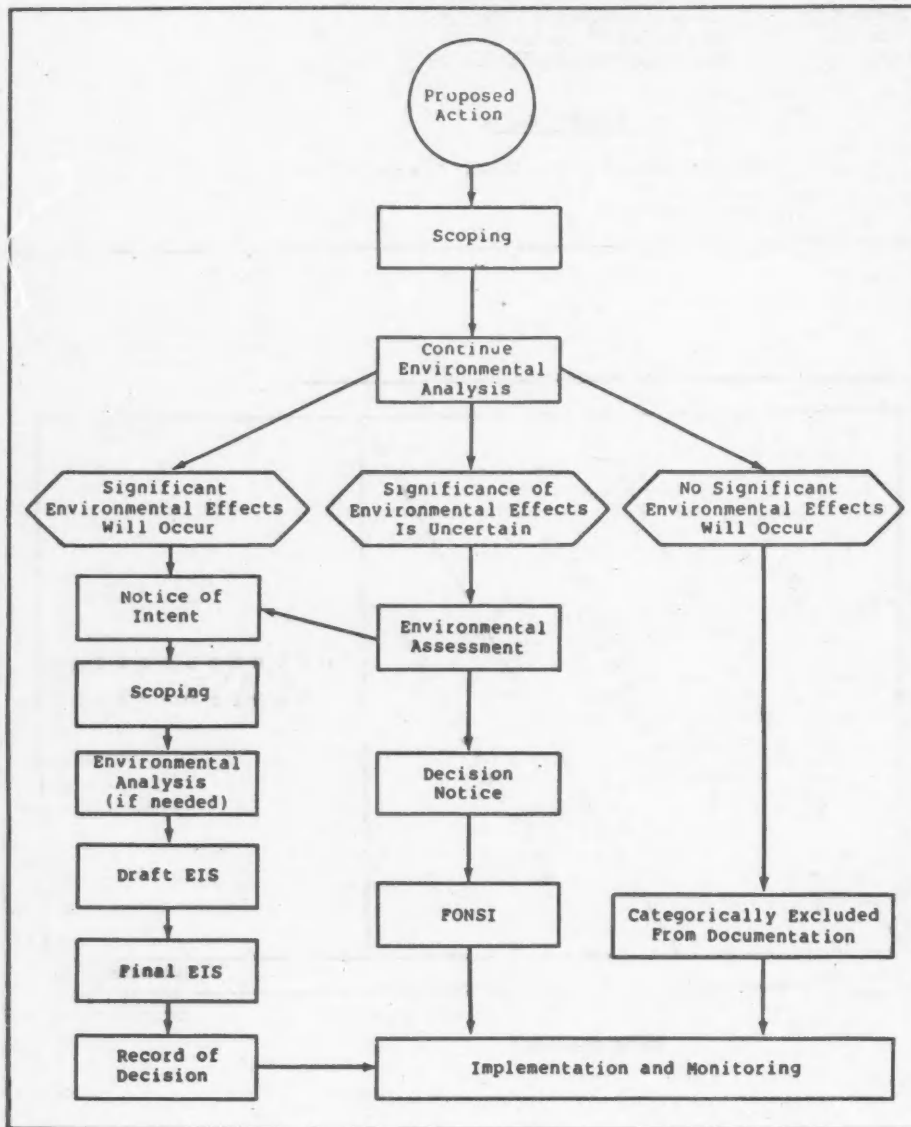 Proposed
Action
Scoping
Continue
Environmental
Analysis
Significant
Environmental Effects
Will Occur
Significance of
Environmental Effects
Is Uncertain
No Significant
Environmental Effects
Will Occur
Notice of
Intent
Environmental
Assessment
Scoping
Environmental
Analysis
(if needed)
Decision
Notice
Draft EIS
FONSI
Categorically Excluded
From Documentation
Final EIS
Record of
Decision
Implementation and Monitoring